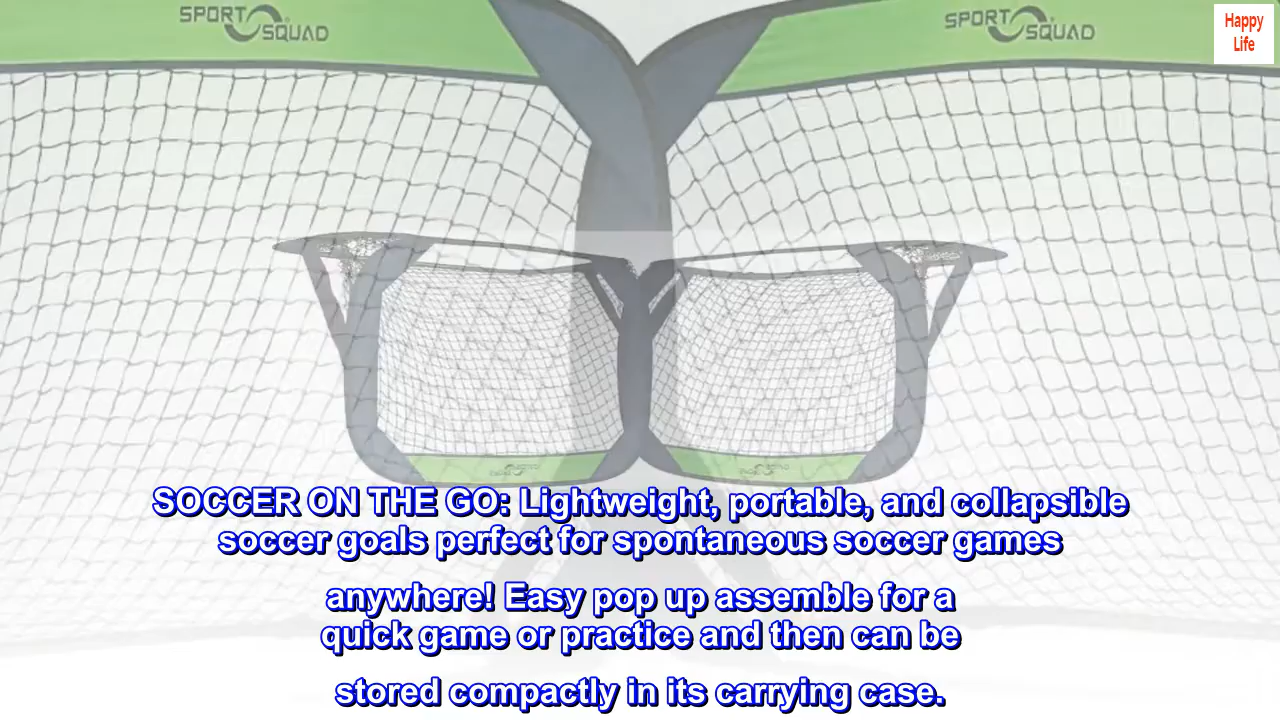 SPORT SQUAD
SPORT SQUAD
Happy
Life
SOCCER ON THE GO: Lightweight, portable, and collapsible
soccer goals perfect for spontaneous soccer games
anywhere! Easy pop up assemble for a
quick game or practice and then can be
stored compactly in its carrying case.